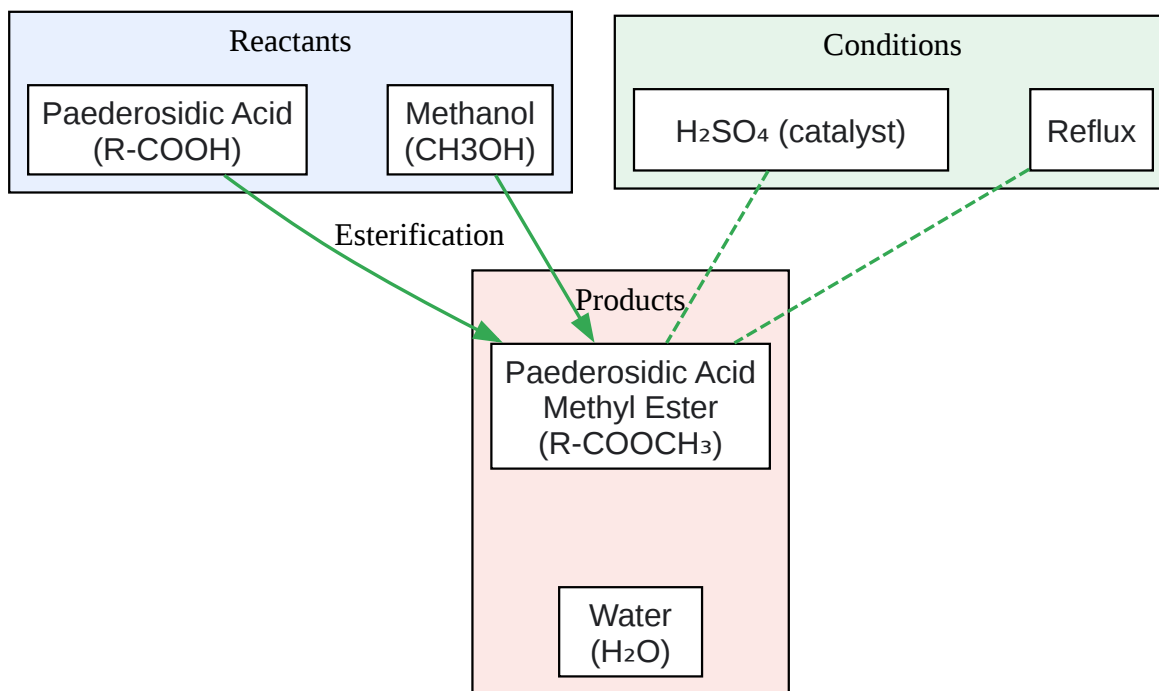 Reactants
Paederosidic Acid
(R-COOH)
Methanol
(CH3OH)
Conditions
H₂SO₄ (catalyst)
Reflux
Esterification
Products
Paederosidic Acid
Methyl Ester
(R-COOCH₃)
Water
(H₂O)